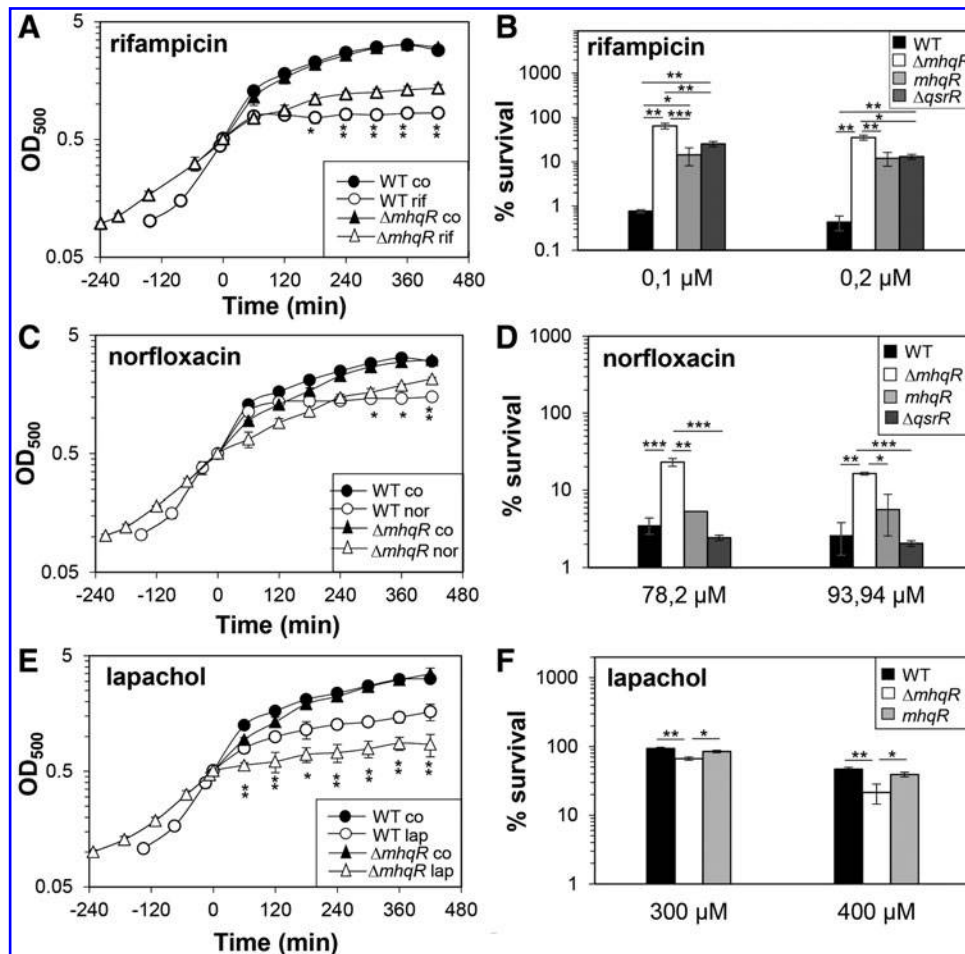 A
rifampicin
5
0.5
0.05
OD500
-240 -120 0 120 240 360 480
Time (min)
WT co
WT rif
ΔmhqR co
ΔmhqR rif
*
**
**
**
**
B
rifampicin
1000
100
10
1
0.1
% survival
WT
ΔmhqR
mhqR
ΔqsrR
**
**
*
** ***
**
*
** **
0,1 µM 0,2 µM
C
norfloxacin
5
0.5
0.05
OD500
-240 -120 0 120 240 360 480
Time (min)
WT co
WT nor
ΔmhqR co
ΔmhqR nor
* * **
D
norfloxacin
1000
100
10
1
% survival
WT
ΔmhqR
mhqR
ΔqsrR
***
*** **
***
** *
78,2 µM 93,94 µM
E
lapachol
5
0.5
0.05
OD500
-240 -120 0 120 240 360 480
Time (min)
WT co
WT lap
ΔmhqR co
ΔmhqR lap
** ** * ** ** ** **
F
lapachol
1000
100
10
1
% survival
WT
ΔmhqR
mhqR
** *
** *
300 µM 400 µM